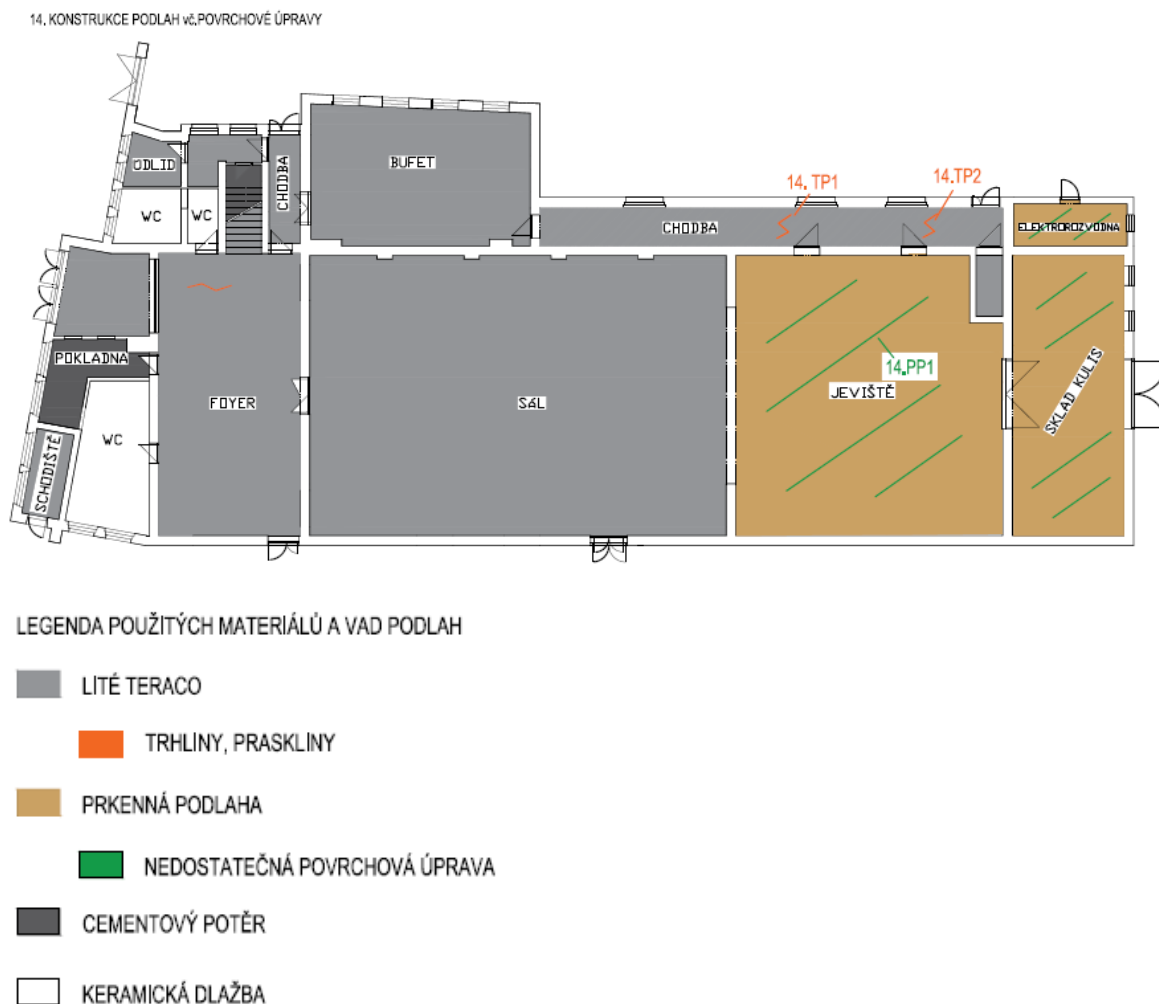 14. KONSTRUKCE PODLAH vč.POVRCHOVÉ ÚPRAVY
ÚDLID
CHODBA
BUFET
WC
WC
14. TP1
14.TP2
CHODBA
ELEKTROROZVODNA
POKLADNA
FOYER
SÁL
14.PP1
JEVIŠTĚ
SKLAD KULIS
WC
SCHODIŠTĚ
LEGENDA POUŽITÝCH MATERIÁLŮ A VAD PODLAH
LITÉ TERACO
TRHLINY, PRASKLINY
PRKENNÁ PODLAHA
NEDOSTATEČNÁ POVRCHOVÁ ÚPRAVA
CEMENTOVÝ POTĚR
KERAMICKÁ DLAŽBA